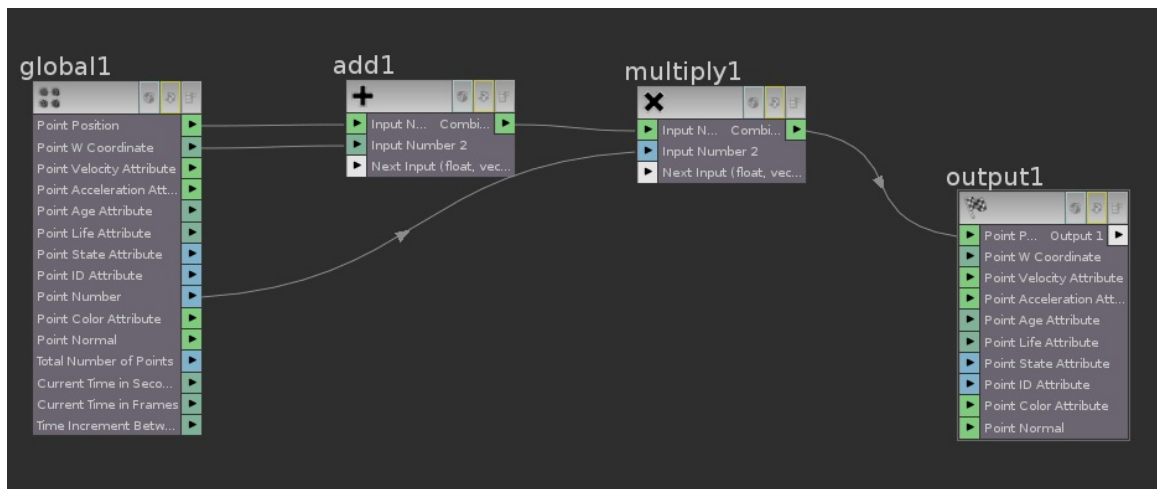 global1
Point Position
Point W Coordinate
Point Velocity Attribute
Point Acceleration Att...
Point Age Attribute
Point Life Attribute
Point State Attribute
Point ID Attribute
Point Number
Point Color Attribute
Point Normal
Total Number of Points
Current Time in Seco...
Current Time in Frames
Time Increment Betw...
add1
Input N... Combi...
Input Number 2
Next Input (float, vec...
multiply1
Input N... Combi...
Input Number 2
Next Input (float, vec...
output1
Point P... Output 1
Point W Coordinate
Point Velocity Attribute
Point Acceleration Att...
Point Age Attribute
Point Life Attribute
Point State Attribute
Point ID Attribute
Point Color Attribute
Point Normal